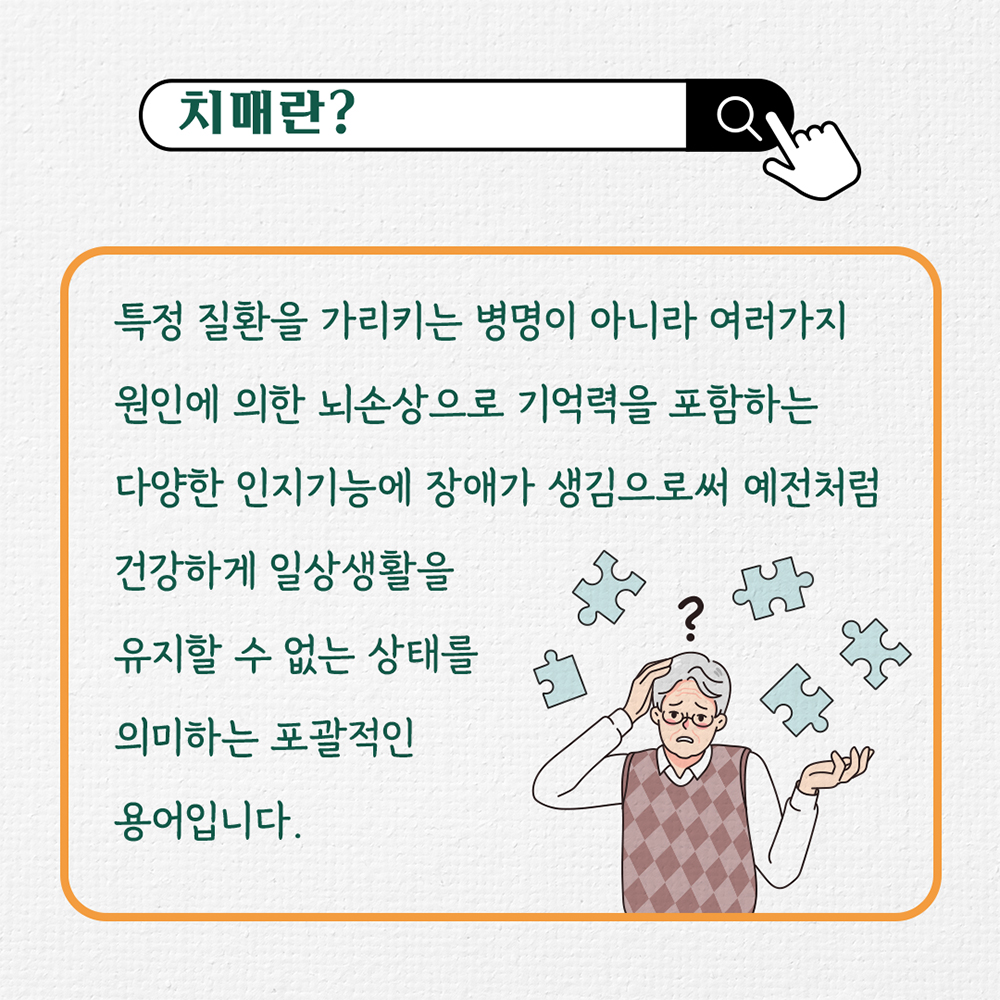 치매란?
특정 질환을 가리키는 병명이 아니라 여러가지
원인에 의한 뇌손상으로 기억력을 포함하는
다양한 인지기능에 장애가 생김으로써 예전처럼
건강하게 일상생활을
유지할 수 없는 상태를
의미하는 포괄적인
용어입니다.
?